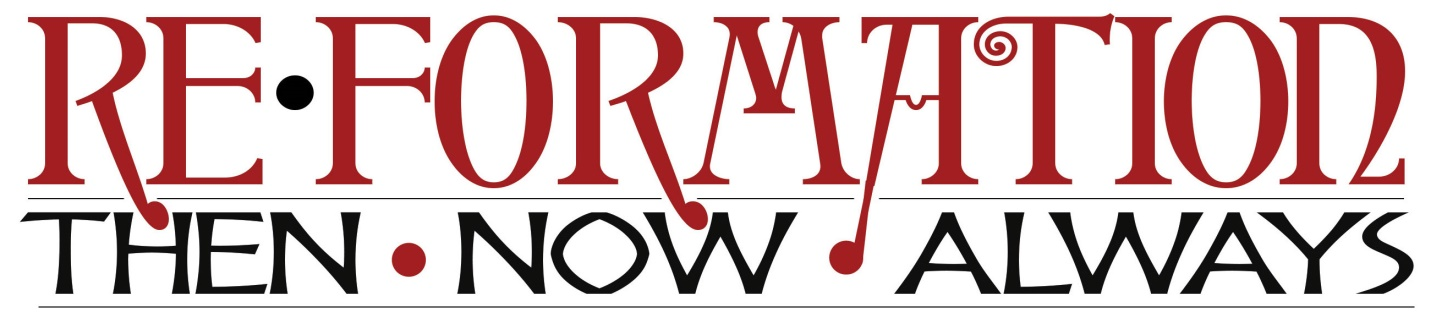 RE•FORMATION
THEN • NOW • ALWAYS